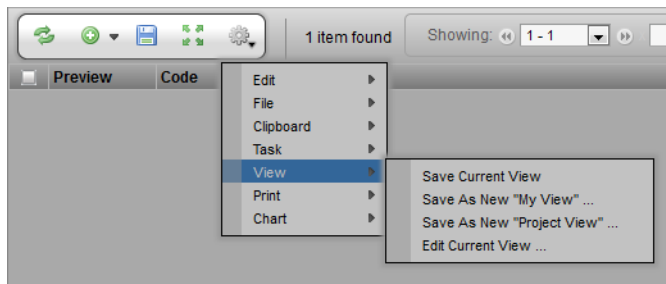 1 item found
Showing: 1 - 1
Preview Code
Edit
File
Clipboard
Task
View
Print
Chart
Save Current View
Save As New "My View" ...
Save As New "Project View" ...
Edit Current View ...